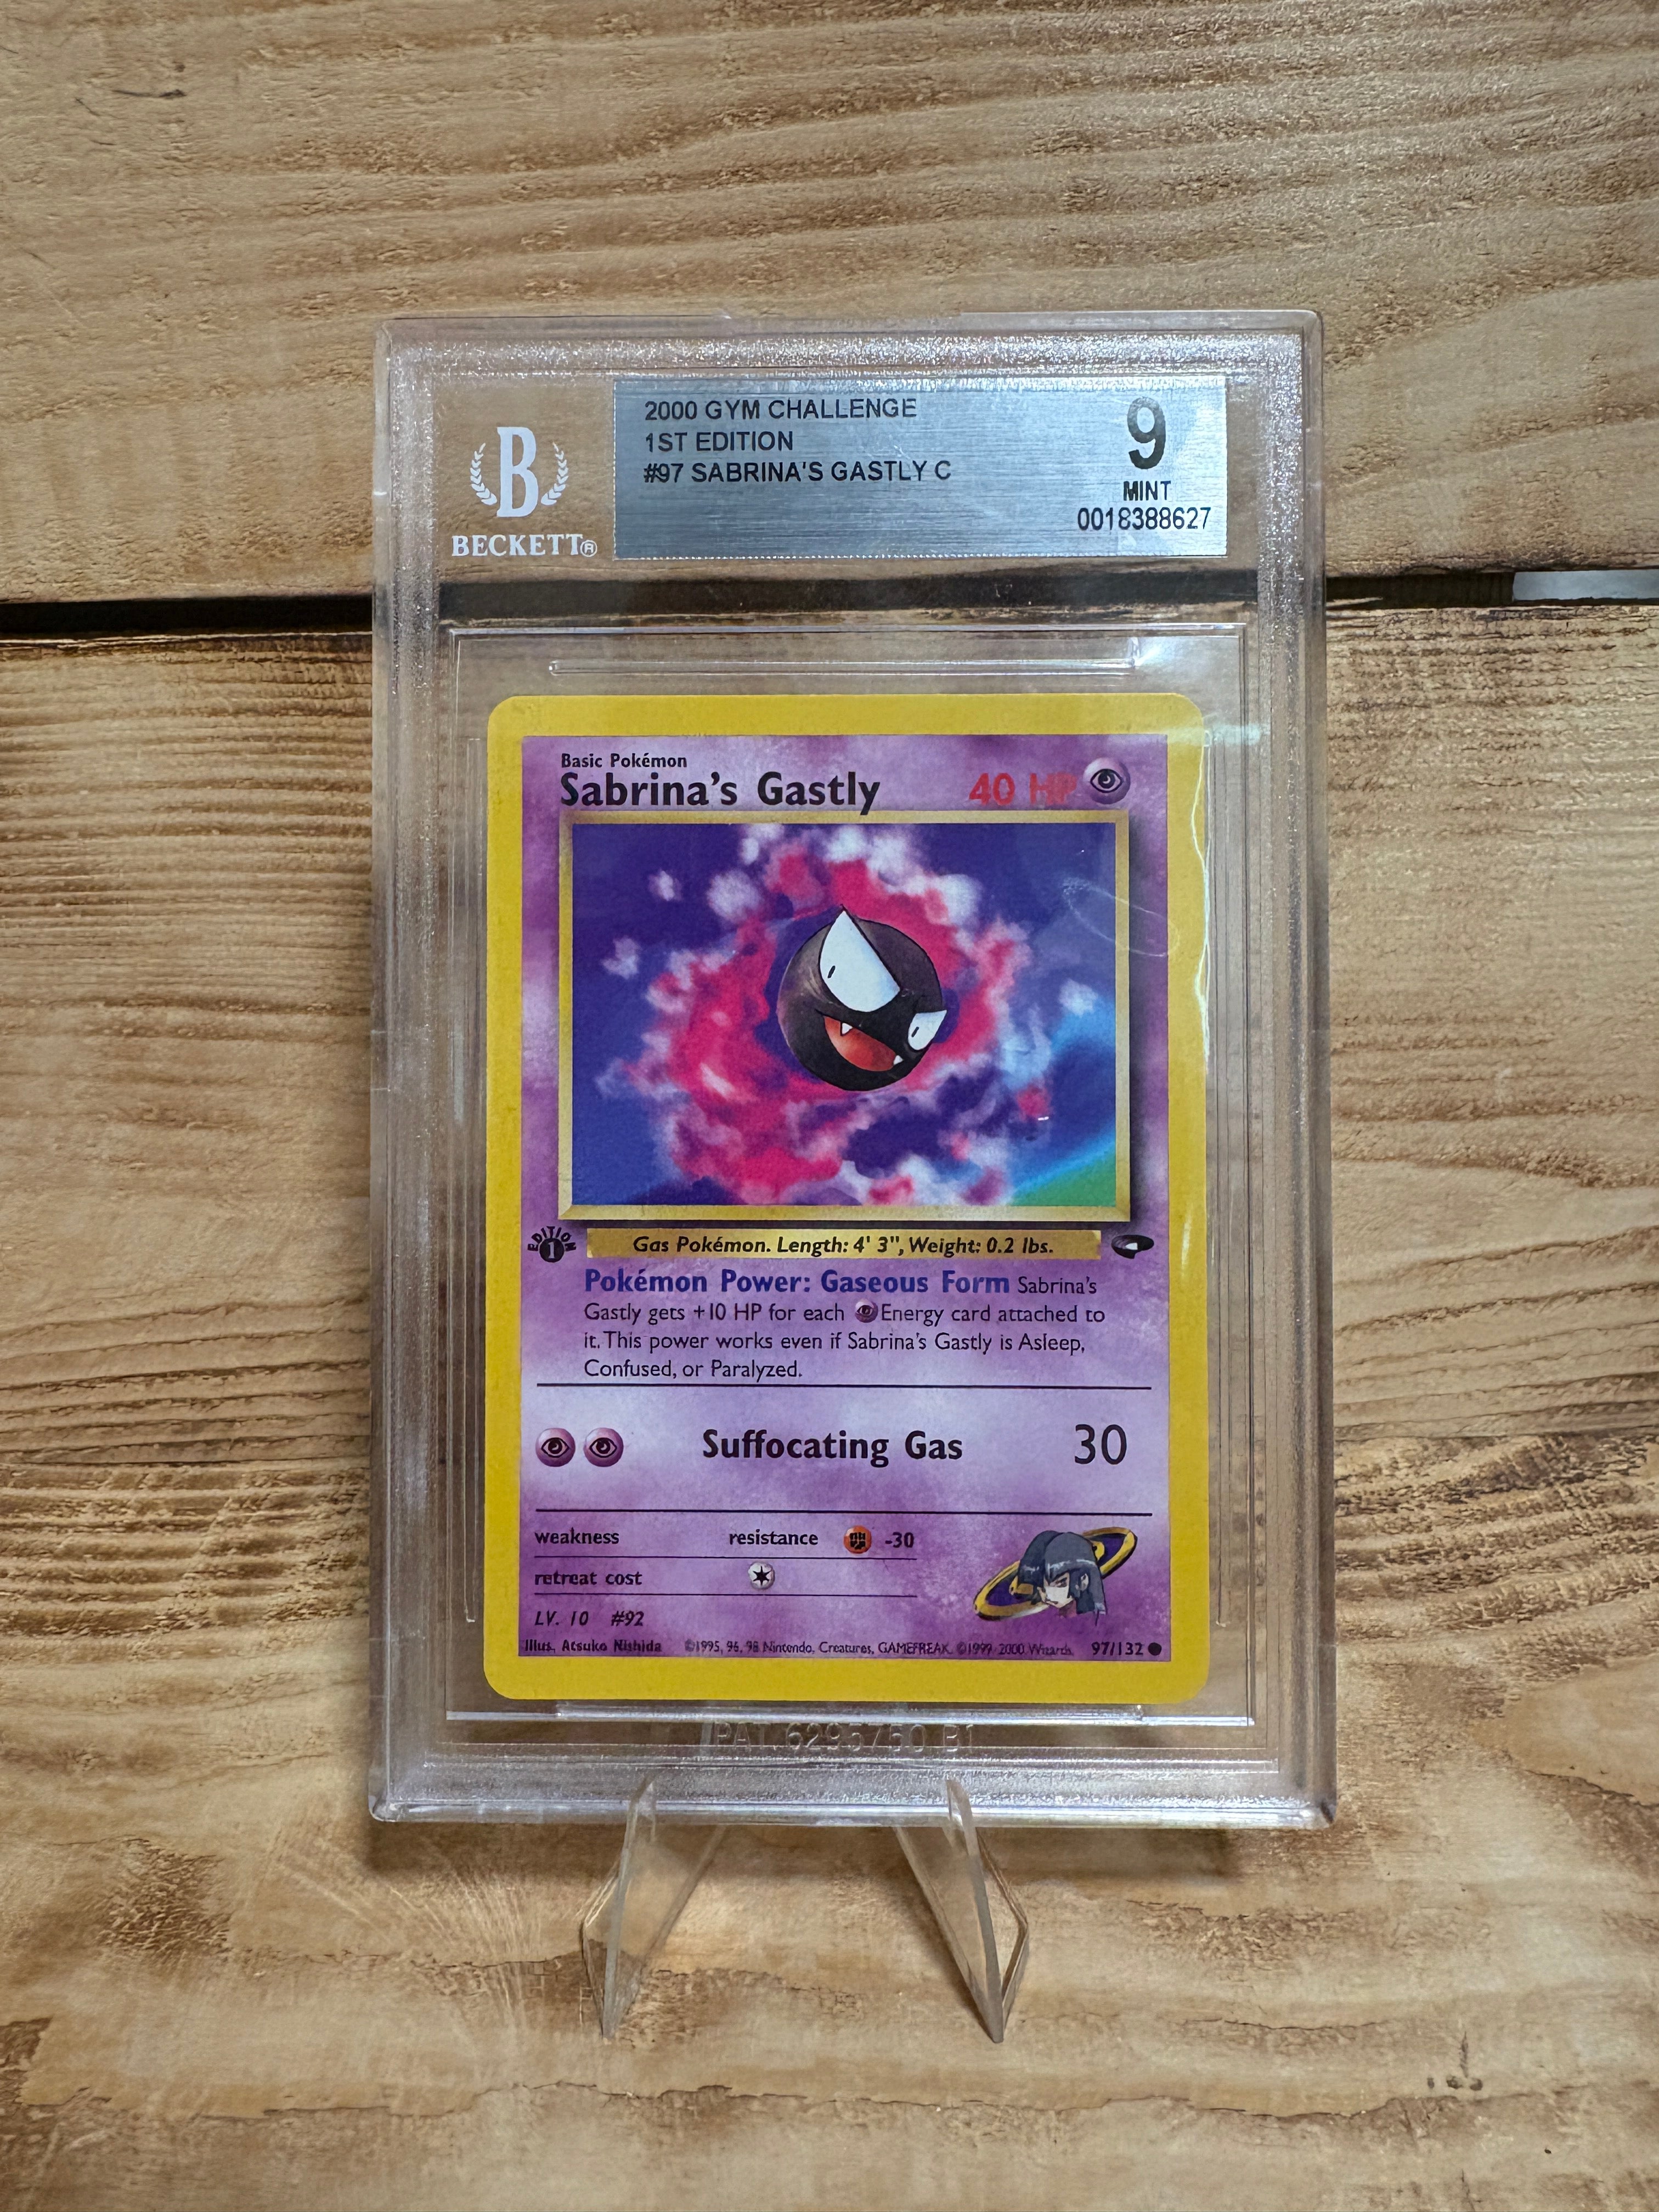 2000 GYM CHALLENGE
1ST EDITION
#97 SABRINA'S GASTLY C
9
MINT
0018388627
B
BECKETT®
Basic Pokémon
Sabrina's Gastly 40 HP
EDITION
1
Gas Pokémon. Length: 4' 3", Weight: 0.2 lbs.
Pokémon Power: Gaseous Form Sabrina's
Gastly gets +10 HP for each Energy card attached to
it. This power works even if Sabrina's Gastly is Asleep,
Confused, or Paralyzed.
Suffocating Gas 30
weakness resistance -30
retreat cost
LV. 10 #92
Illus. Atsuko Nishida ©1995, 96, 98 Nintendo, Creatures, GAMEFREAK. ©1999-2000 Wizards. 97/132
PAT.6295750 B1